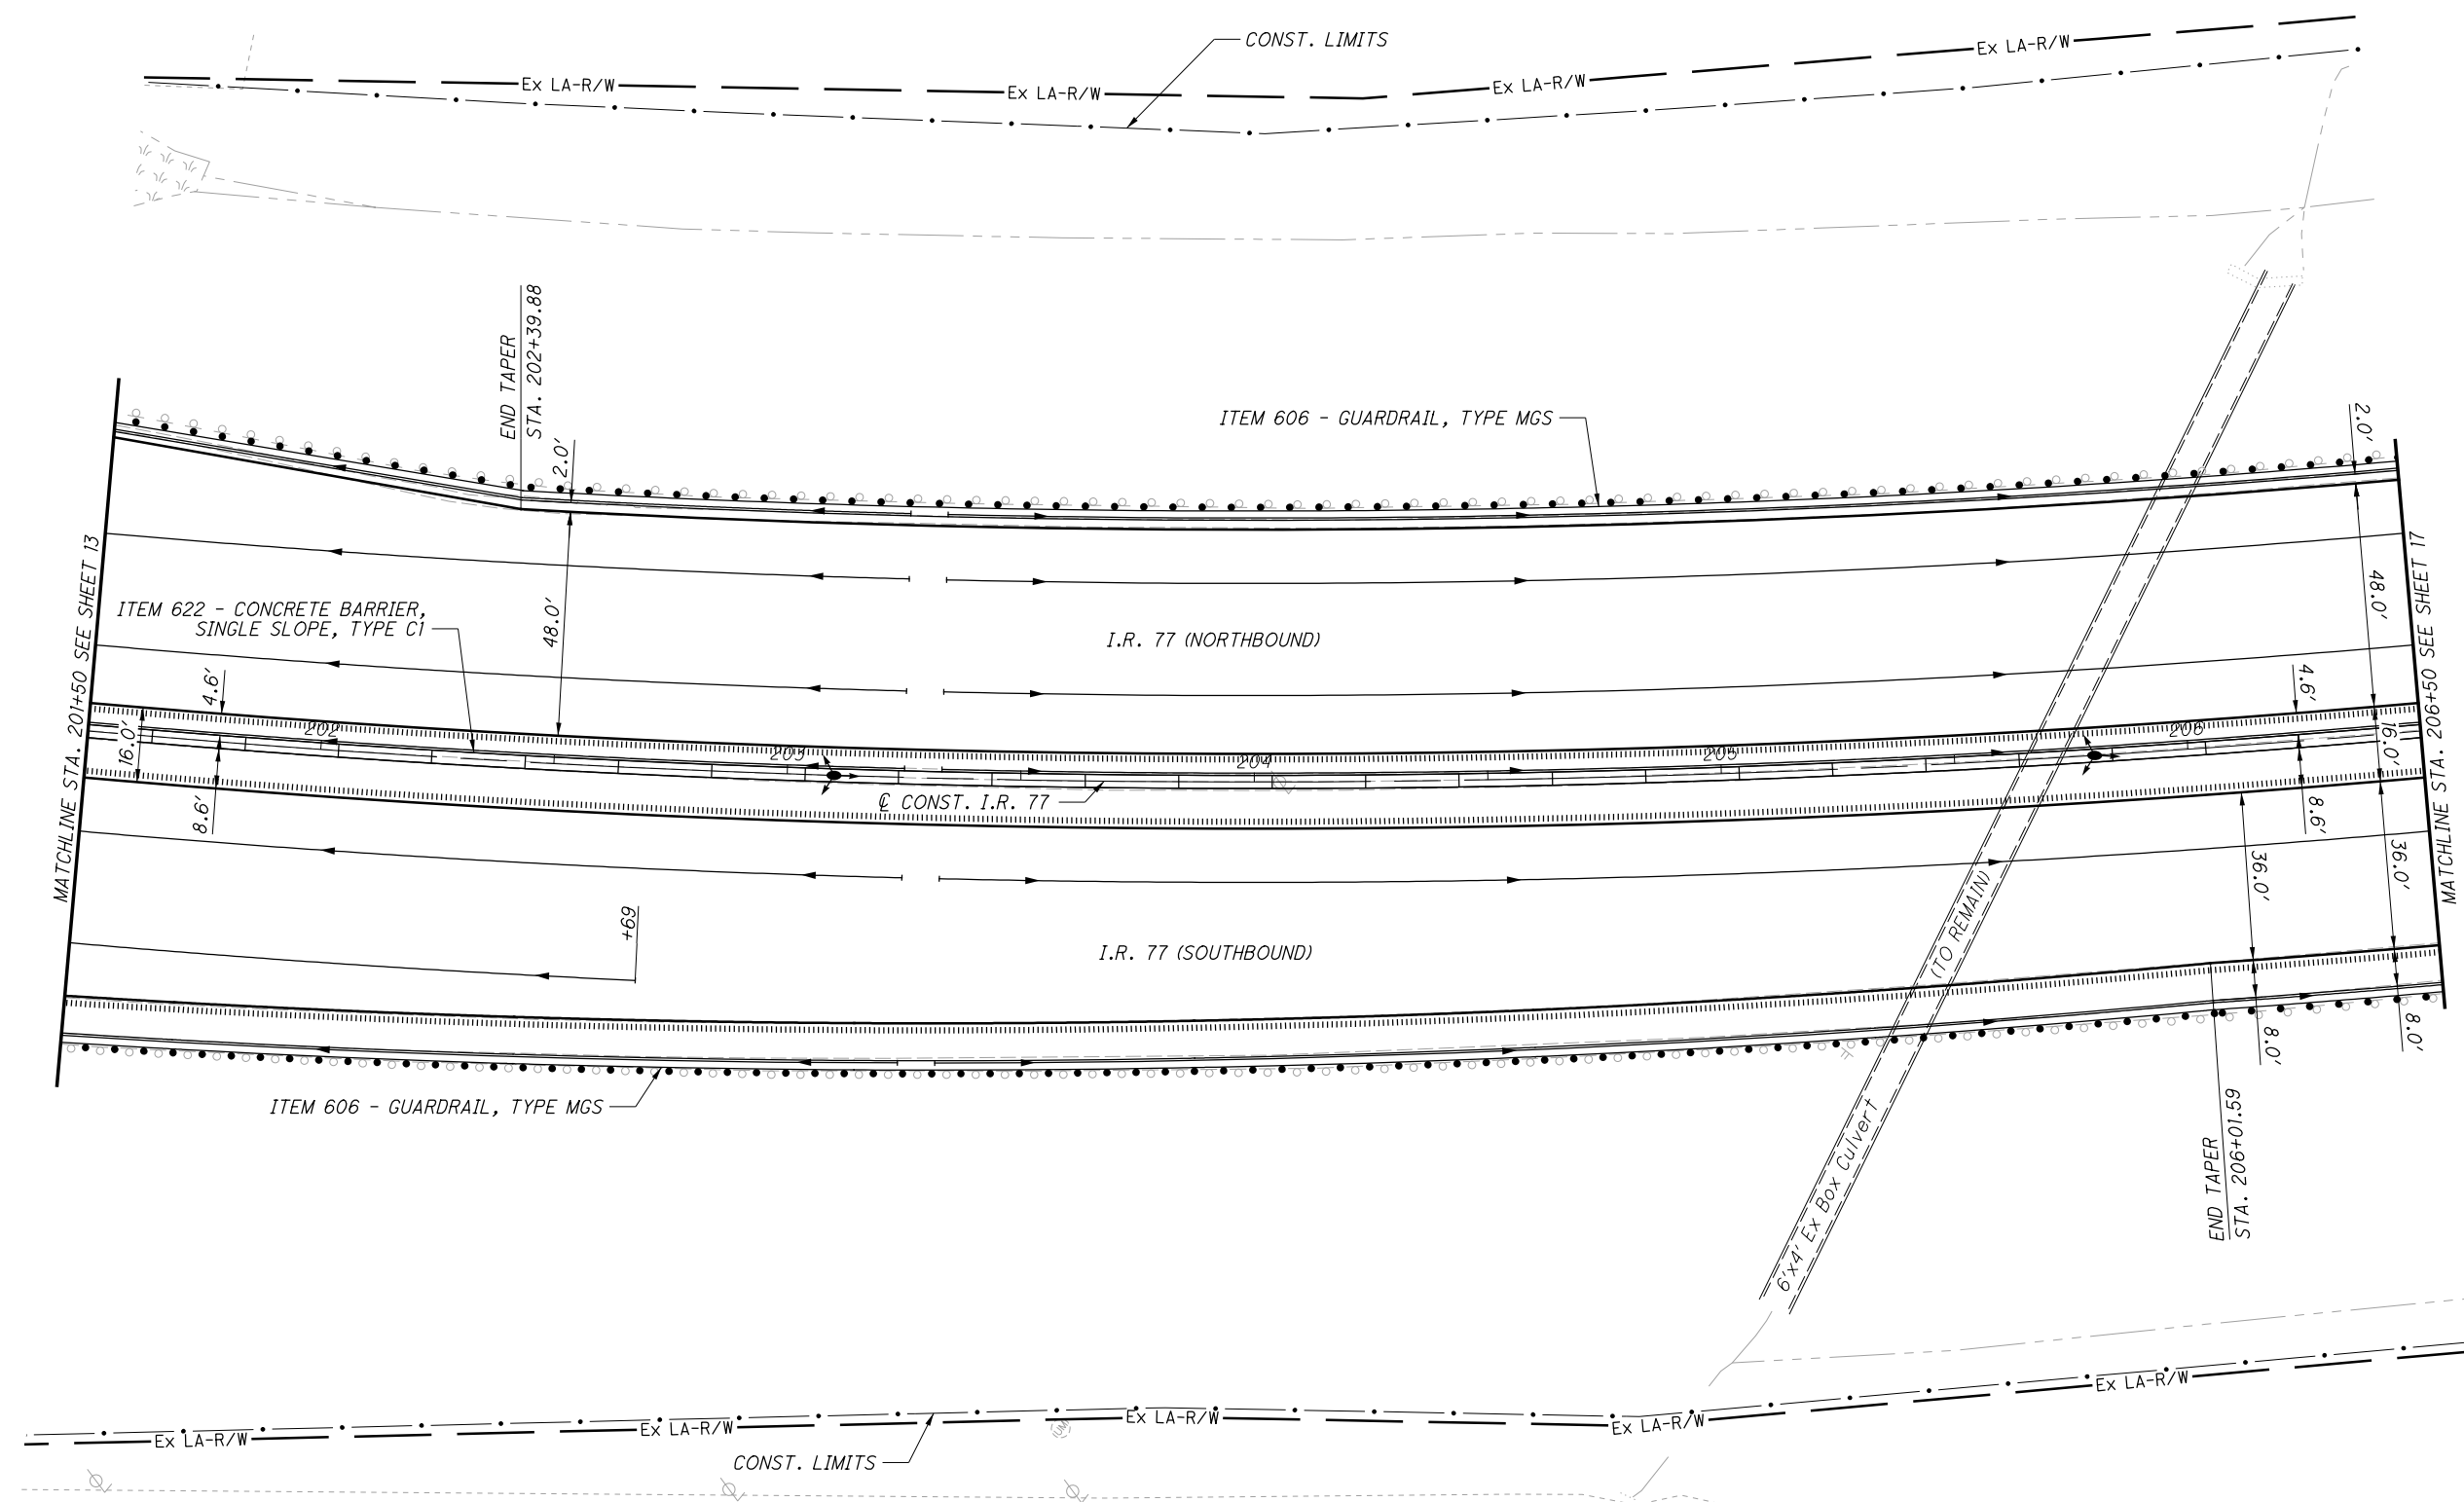 CONST. LIMITS
Ex LA-R/W
Ex LA-R/W
Ex LA-R/W
Ex LA-R/W
END TAPER
STA. 202+39.88
2.0'
ITEM 606 - GUARDRAIL, TYPE MGS
2.0'
MATCHLINE STA. 201+50 SEE SHEET 13
ITEM 622 - CONCRETE BARRIER,
SINGLE SLOPE, TYPE C1
48.0'
I.R. 77 (NORTHBOUND)
48.0'
MATCHLINE STA. 206+50 SEE SHEET 17
4.6'
16.0'
8.6'
202
203
204
205
206
4.6'
16.0'
8.6'
℄ CONST. I.R. 77
36.0'
36.0'
+69
I.R. 77 (SOUTHBOUND)
(TO REMAIN)
6'x4' Ex Box Culvert
8.0'
8.0'
ITEM 606 - GUARDRAIL, TYPE MGS
END TAPER
STA. 206+01.59
Ex LA-R/W
Ex LA-R/W
Ex LA-R/W
Ex LA-R/W
Ex LA-R/W
CONST. LIMITS